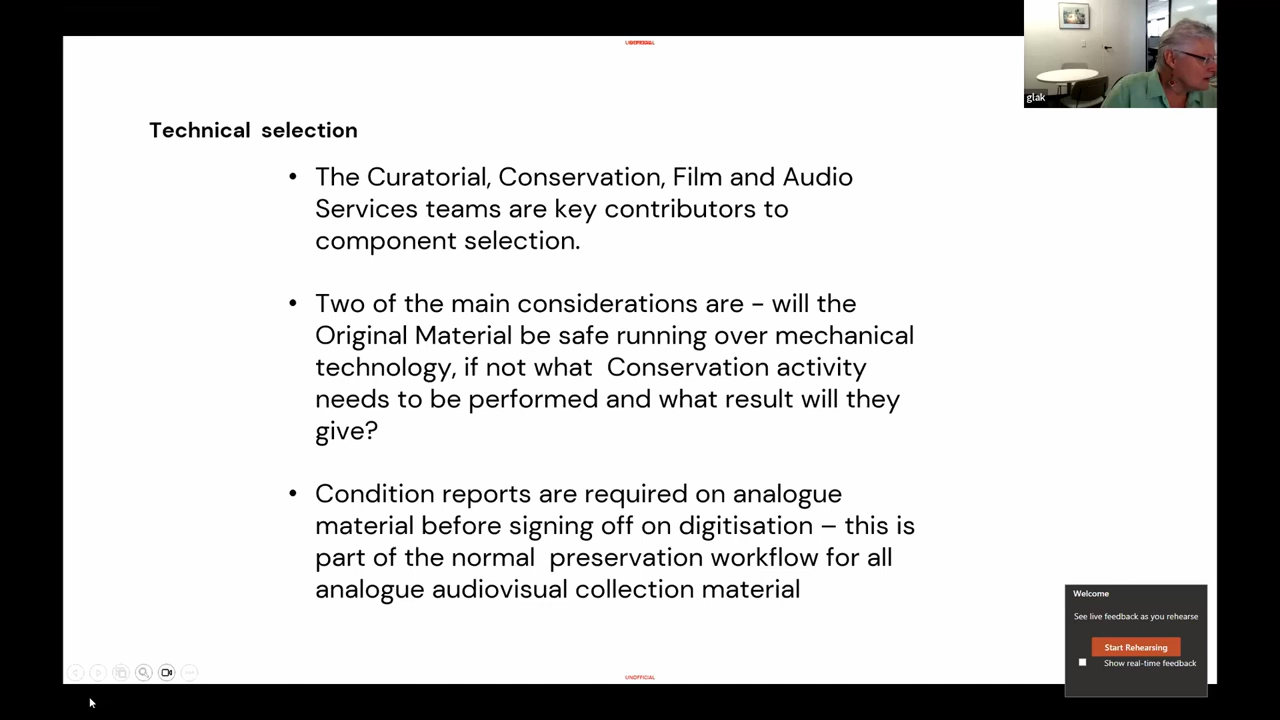 UNOFFICIAL
glak
Technical selection
• The Curatorial, Conservation, Film and Audio
Services teams are key contributors to
component selection.
• Two of the main considerations are - will the
Original Material be safe running over mechanical
technology, if not what Conservation activity
needs to be performed and what result will they
give?
• Condition reports are required on analogue
material before signing off on digitisation – this is
part of the normal preservation workflow for all
analogue audiovisual collection material
Welcome
See live feedback as you rehearse
Start Rehearsing
Show real-time feedback
UNOFFICIAL